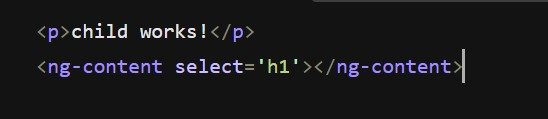 <p>child works!</p>
<ng-content select='h1'></ng-content>